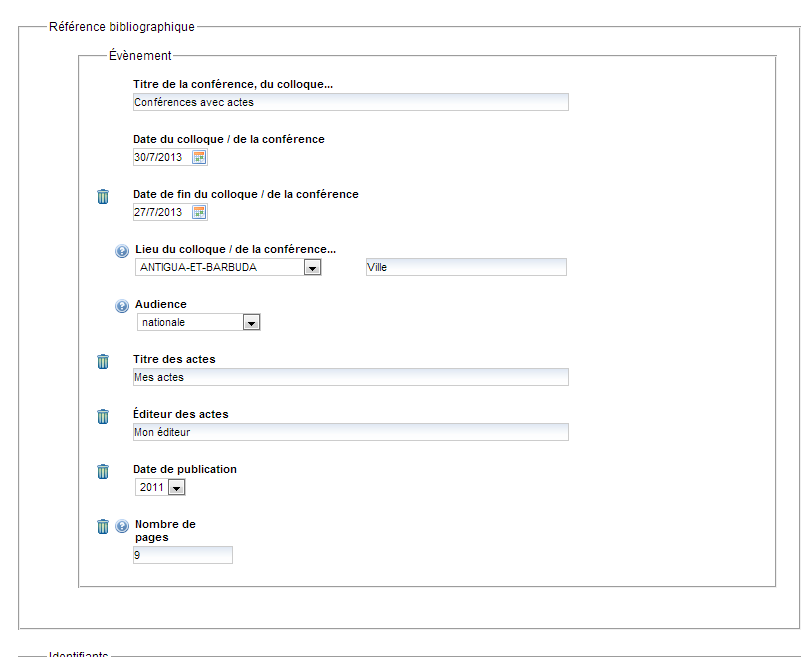 Référence bibliographique
Évènement
Titre de la conférence, du colloque...
Conférences avec actes
Date du colloque / de la conférence
30/7/2013
Date de fin du colloque / de la conférence
27/7/2013
Lieu du colloque / de la conférence...
ANTIGUA-ET-BARBUDA Ville
Audience
nationale
Titre des actes
Mes actes
Éditeur des actes
Mon éditeur
Date de publication
2011
Nombre de
pages
9
Identifiants